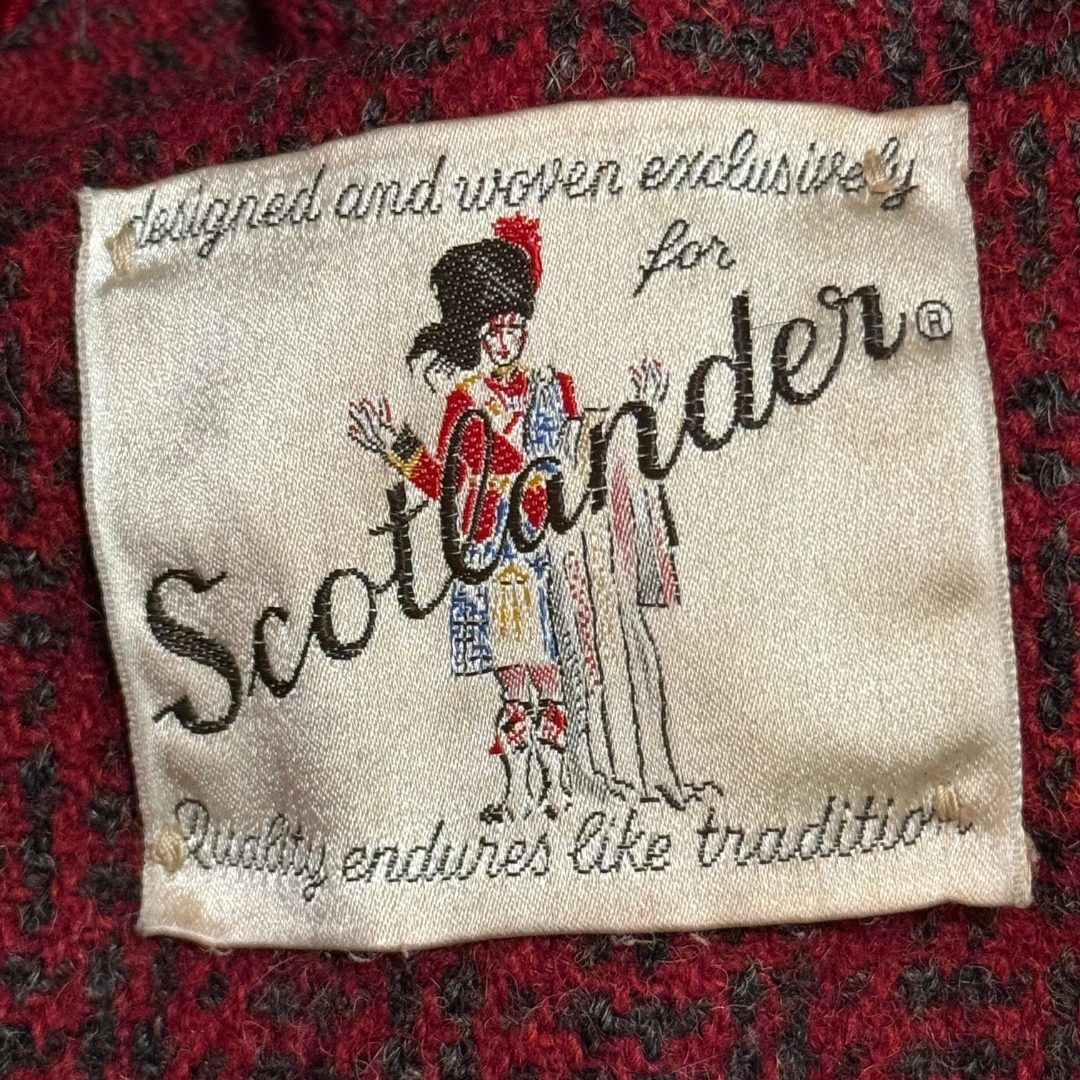 designed and woven exclusively
for
Scotlander®
Quality endures like tradition